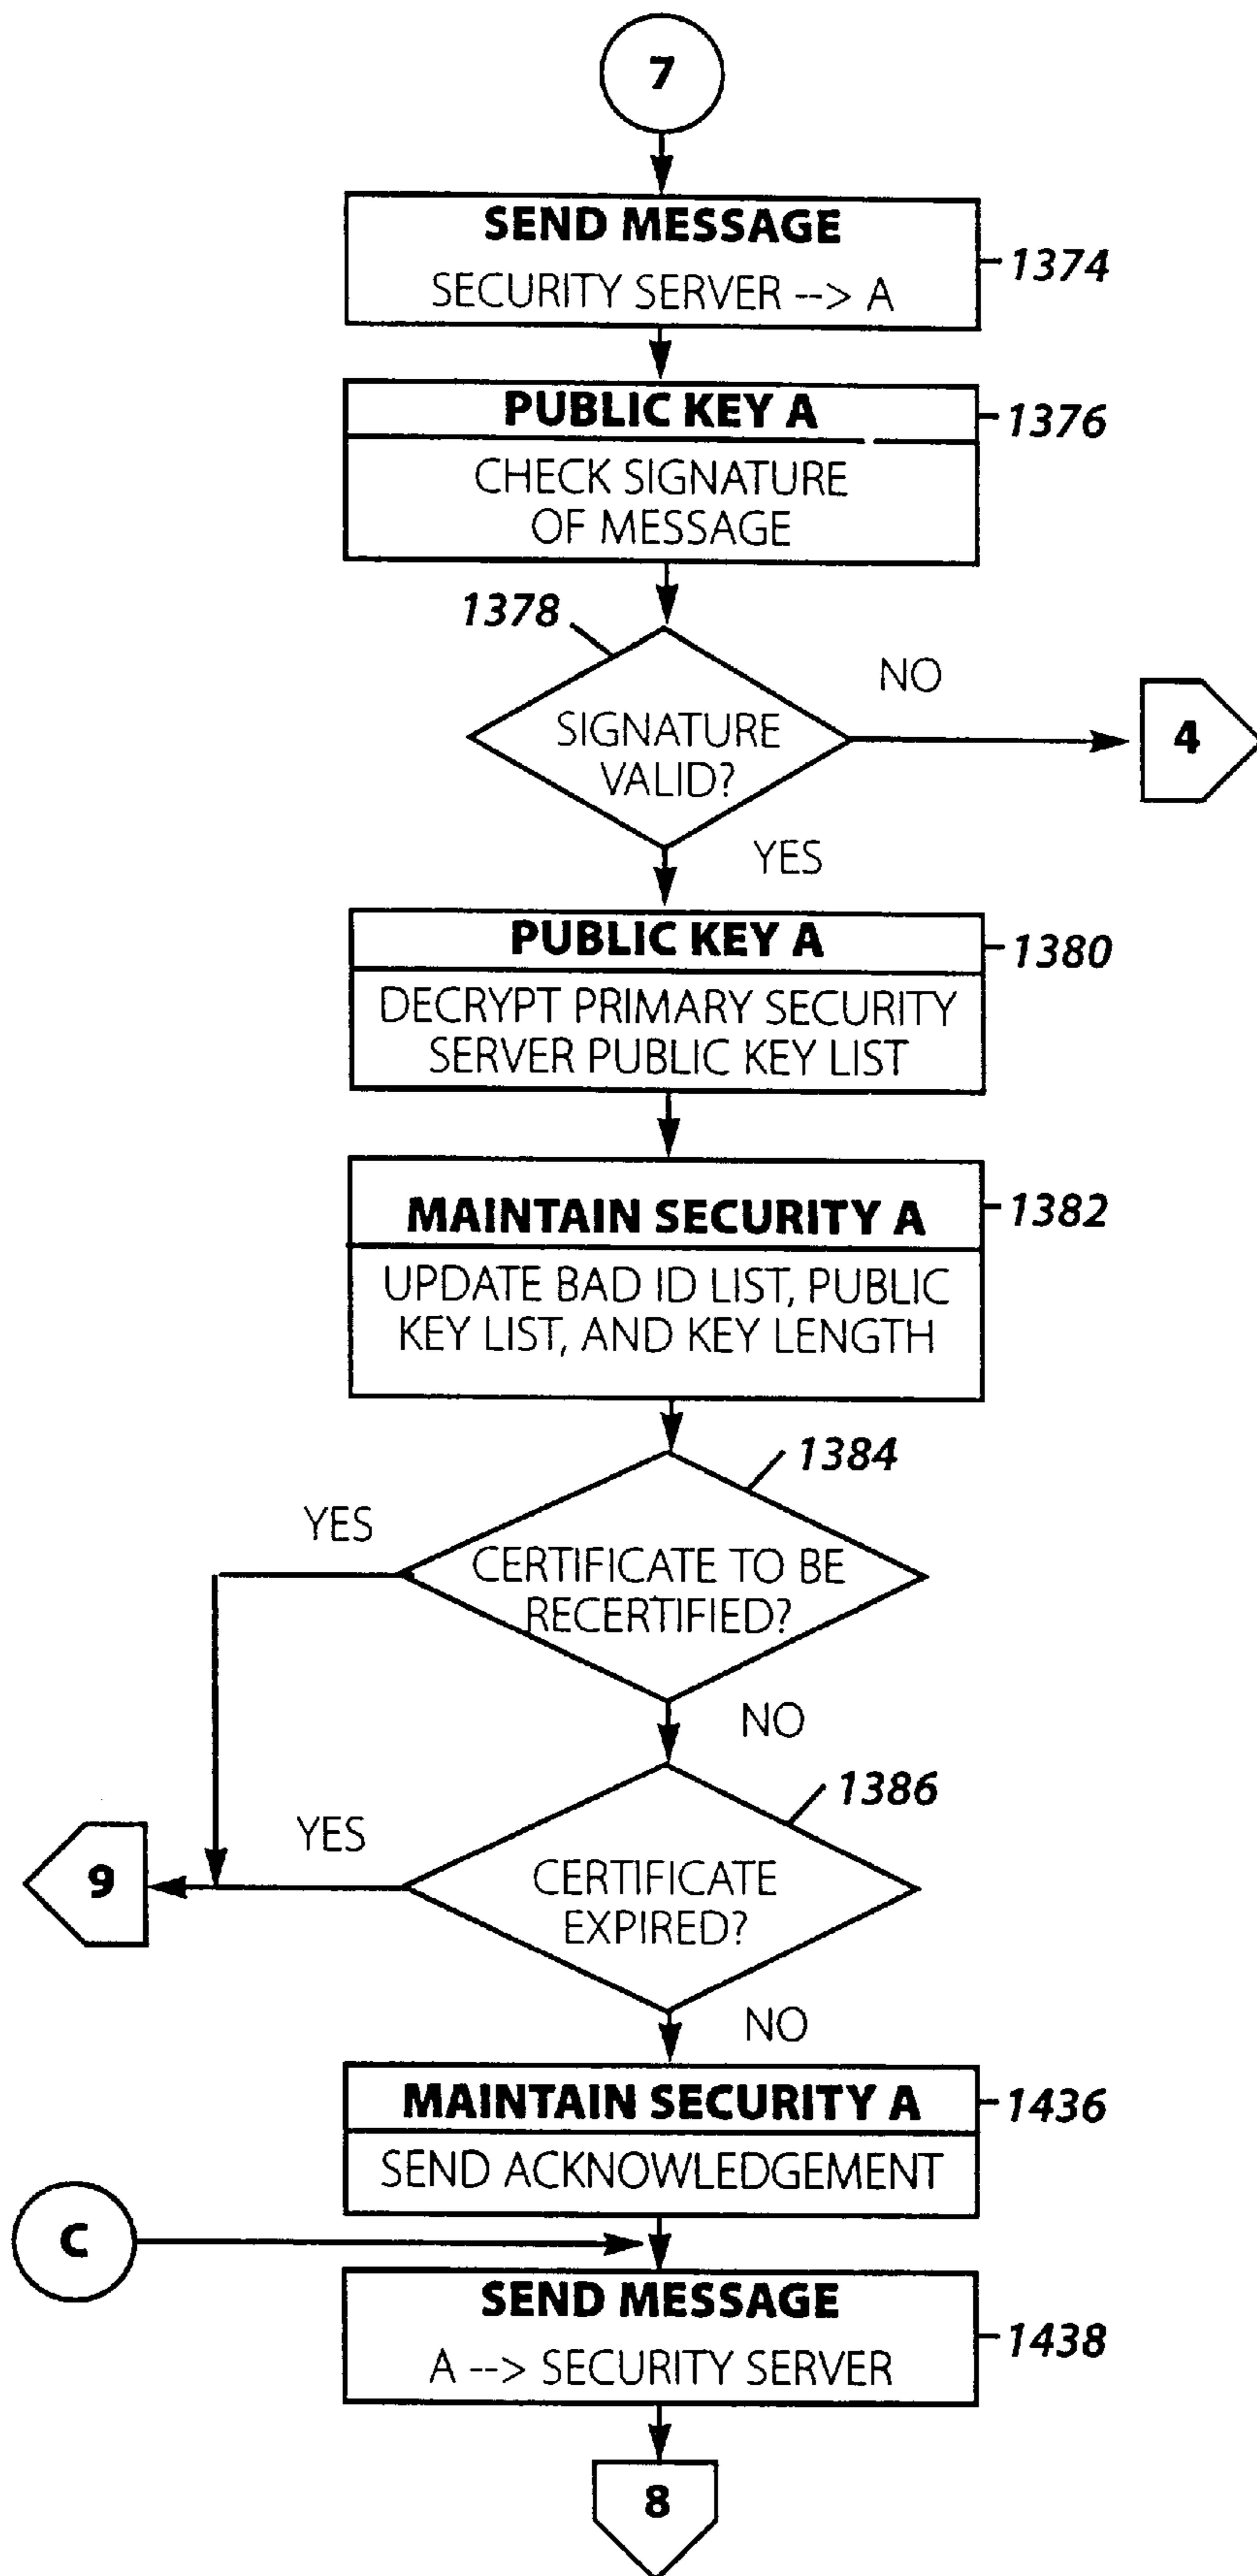 7
SEND MESSAGE
SECURITY SERVER --> A
1374
PUBLIC KEY A
1376
CHECK SIGNATURE
OF MESSAGE
1378
SIGNATURE
VALID?
NO
4
YES
PUBLIC KEY A
1380
DECRYPT PRIMARY SECURITY
SERVER PUBLIC KEY LIST
MAINTAIN SECURITY A
1382
UPDATE BAD ID LIST, PUBLIC
KEY LIST, AND KEY LENGTH
1384
YES
CERTIFICATE TO BE
RECERTIFIED?
NO
1386
YES
9
CERTIFICATE
EXPIRED?
NO
MAINTAIN SECURITY A
1436
SEND ACKNOWLEDGEMENT
C
SEND MESSAGE
1438
A --> SECURITY SERVER
8